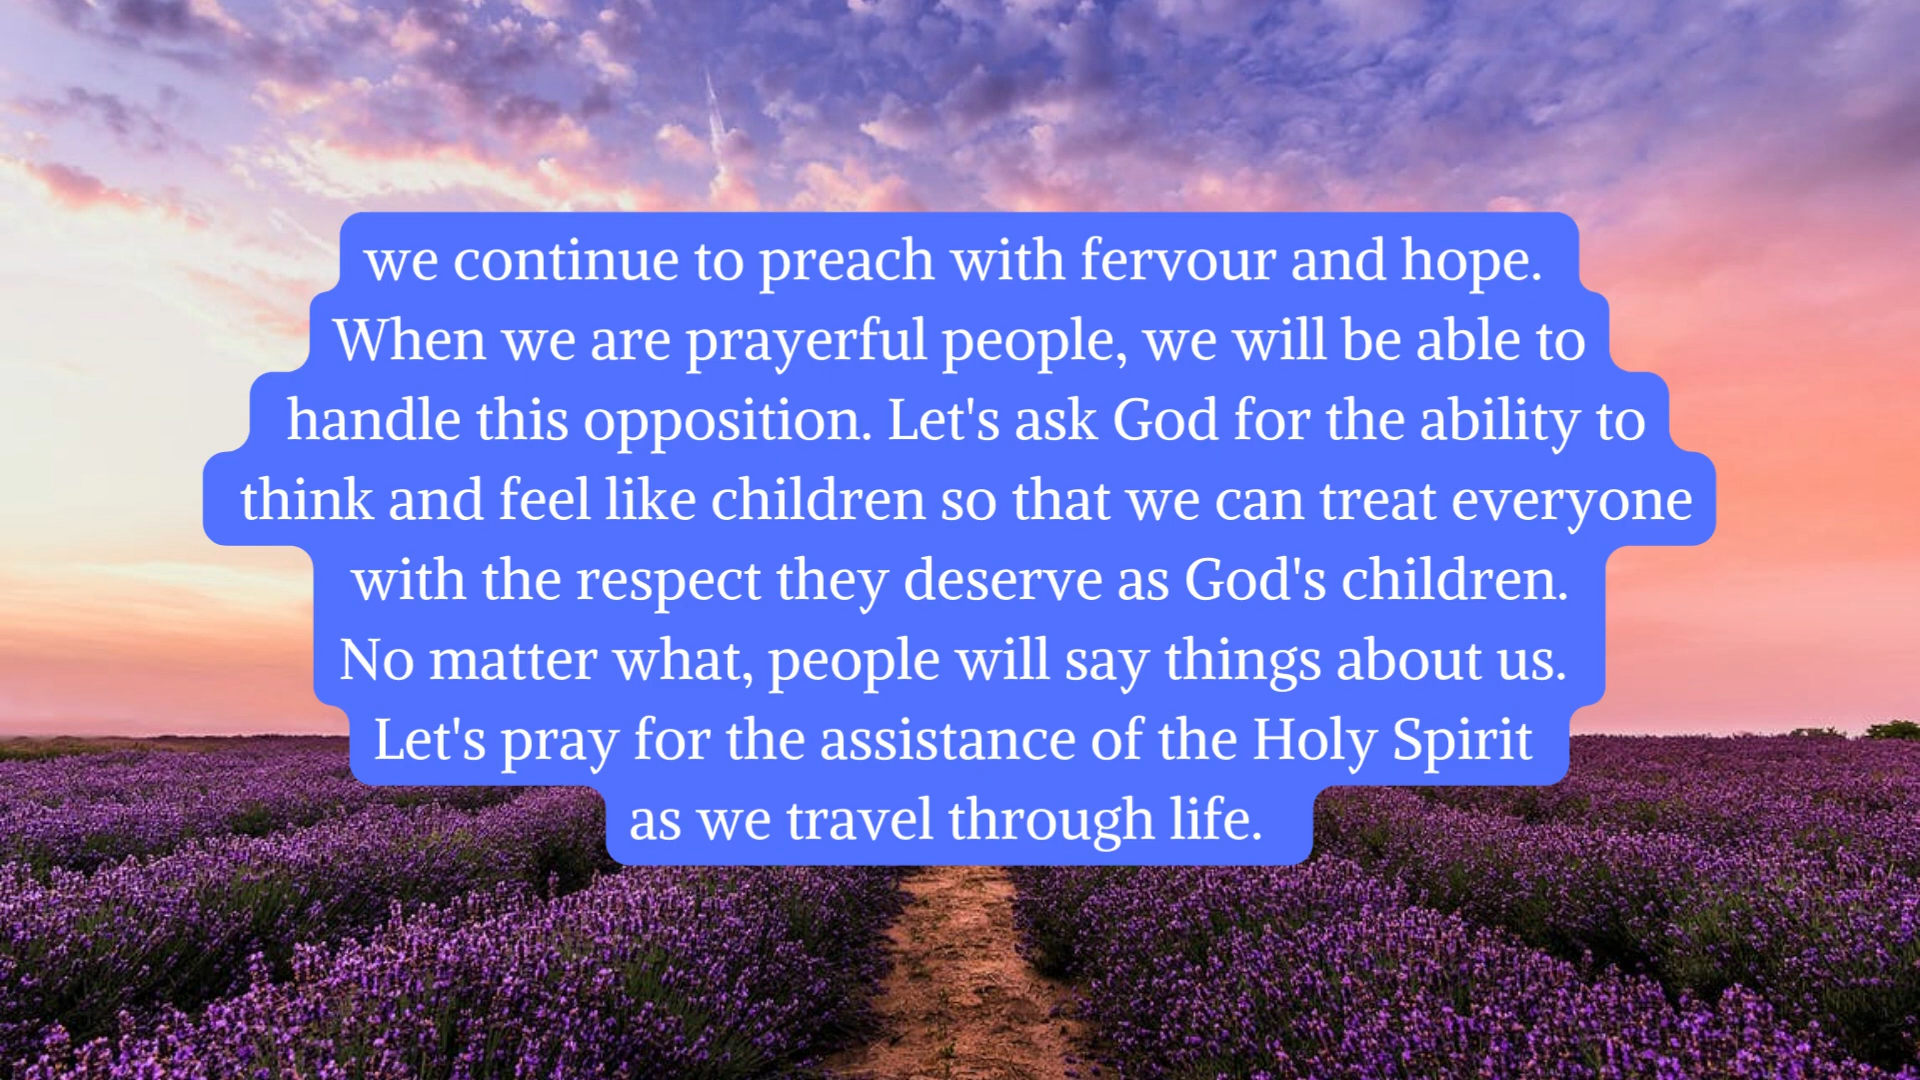 we continue to preach with fervour and hope.
When we are prayerful people, we will be able to
handle this opposition. Let's ask God for the ability to
think and feel like children so that we can treat everyone
with the respect they deserve as God's children.
No matter what, people will say things about us.
Let's pray for the assistance of the Holy Spirit
as we travel through life.